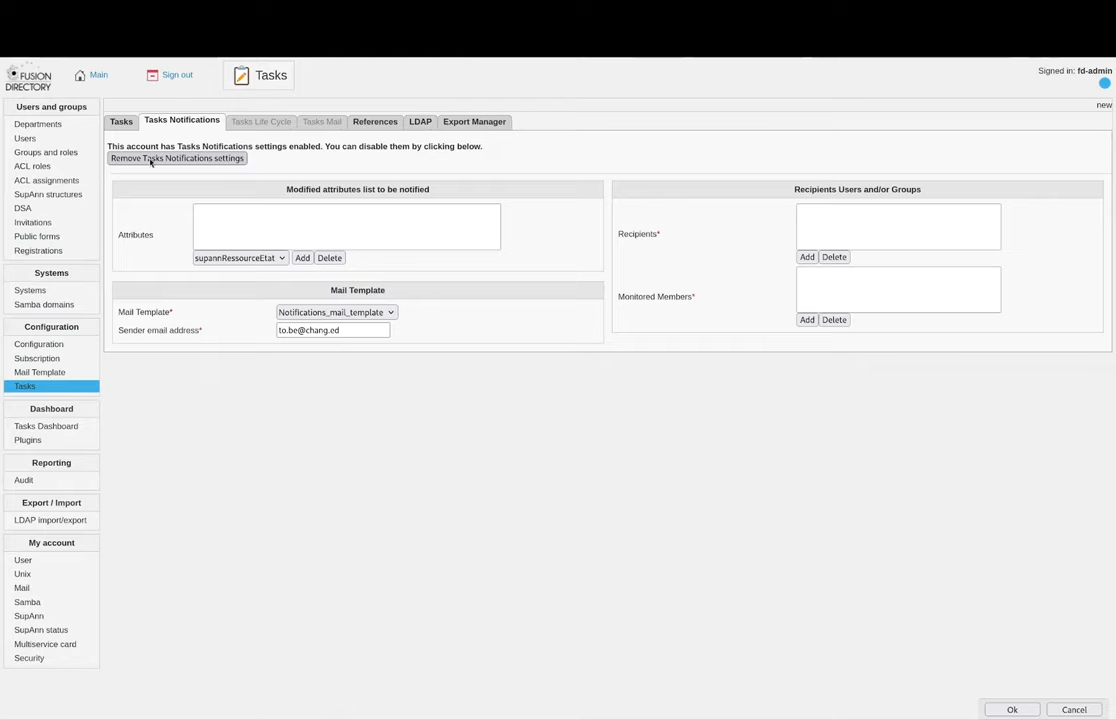 FUSION
DIRECTORY
Main
Sign out
Tasks
Signed in: fd-admin
new
Users and groups
Departments
Users
Groups and roles
ACL roles
ACL assignments
SupAnn structures
DSA
Invitations
Public forms
Registrations
Systems
Systems
Samba domains
Configuration
Configuration
Subscription
Mail Template
Tasks
Dashboard
Tasks Dashboard
Plugins
Reporting
Audit
Export / Import
LDAP import/export
My account
User
Unix
Mail
Samba
SupAnn
SupAnn status
Multiservice card
Security
Tasks Tasks Notifications Tasks Life Cycle Tasks Mail References LDAP Export Manager
This account has Tasks Notifications settings enabled. You can disable them by clicking below.
Remove Tasks Notifications settings
Modified attributes list to be notified
Attributes
supannRessourceEtat Add Delete
Mail Template
Mail Template* Notifications_mail_template
Sender email address* to.be@chang.ed
Recipients Users and/or Groups
Recipients*
Add Delete
Monitored Members*
Add Delete
Ok Cancel